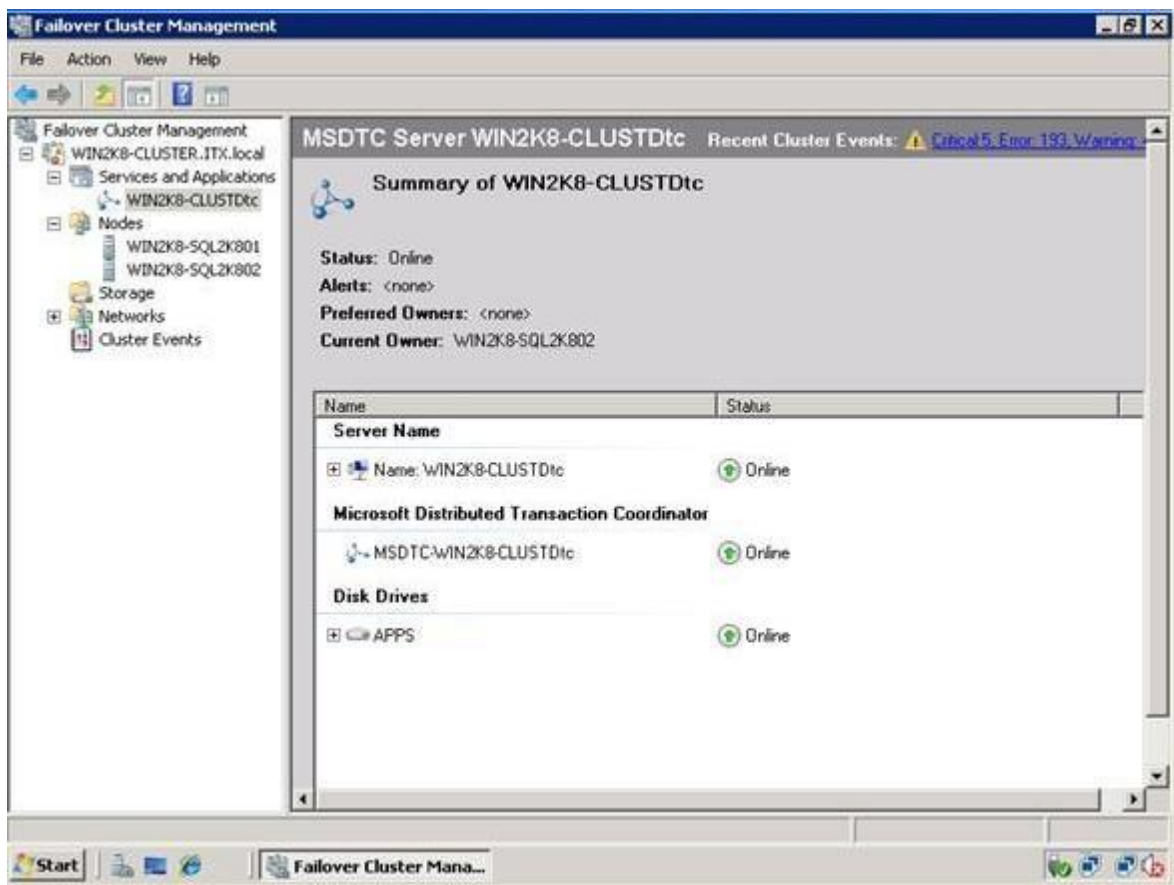 Failover Cluster Management
File Action View Help
Failover Cluster Management
WIN2K8-CLUSTER.ITX.local
Services and Applications
WIN2K8-CLUSTDtc
Nodes
WIN2K8-SQL2K801
WIN2K8-SQL2K802
Storage
Networks
Cluster Events
MSDTC Server WIN2K8-CLUSTDtc Recent Cluster Events: Critical 5, Error: 193, Warning:
Summary of WIN2K8-CLUSTDtc
Status: Online
Alerts: <none>
Preferred Owners: <none>
Current Owner: WIN2K8-SQL2K802
Name Status
Server Name
Name: WIN2K8-CLUSTDtc Online
Microsoft Distributed Transaction Coordinator
MSDTC-WIN2K8-CLUSTDtc Online
Disk Drives
APPS Online
Start Failover Cluster Mana...